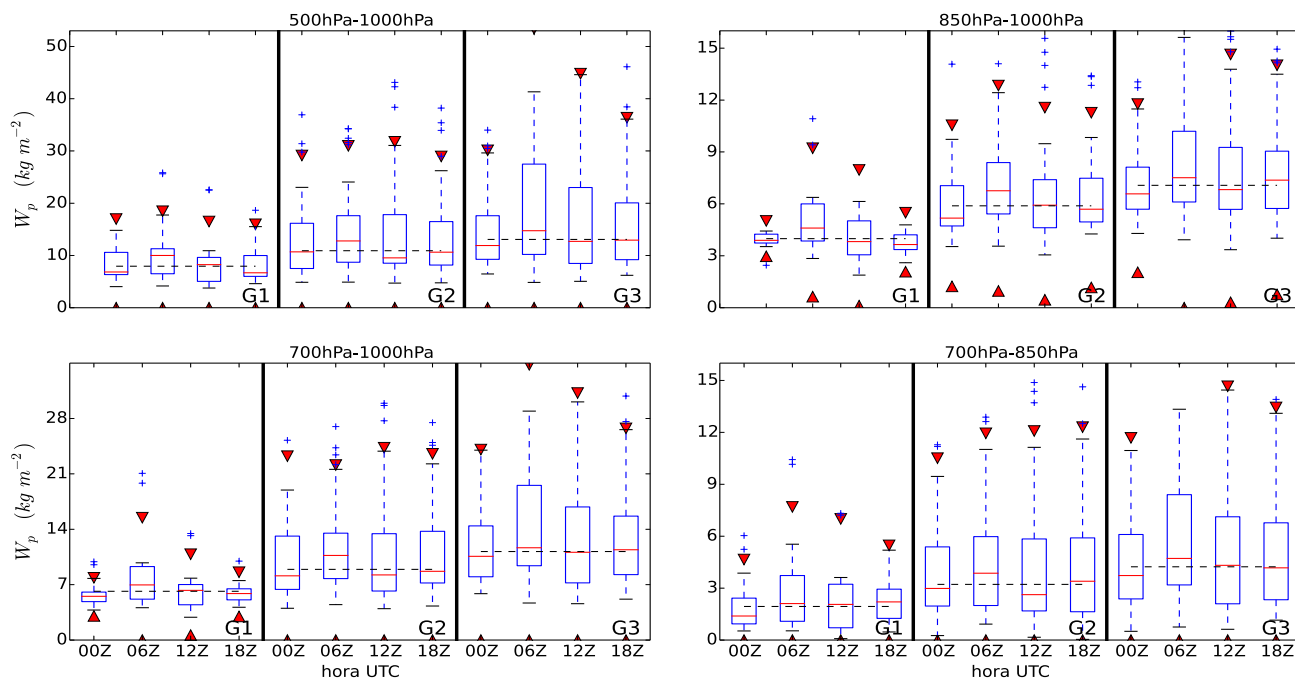 500hPa-1000hPa
W_p (kg m^{-2})
50
40
30
20
10
0
G1
G2
G3
850hPa-1000hPa
15
12
9
6
3
0
G1
G2
G3
700hPa-1000hPa
W_p (kg m^{-2})
28
21
14
7
0
G1
G2
G3
00Z 06Z 12Z 18Z 00Z 06Z 12Z 18Z 00Z 06Z 12Z 18Z
hora UTC
700hPa-850hPa
15
12
9
6
3
0
G1
G2
G3
00Z 06Z 12Z 18Z 00Z 06Z 12Z 18Z 00Z 06Z 12Z 18Z
hora UTC